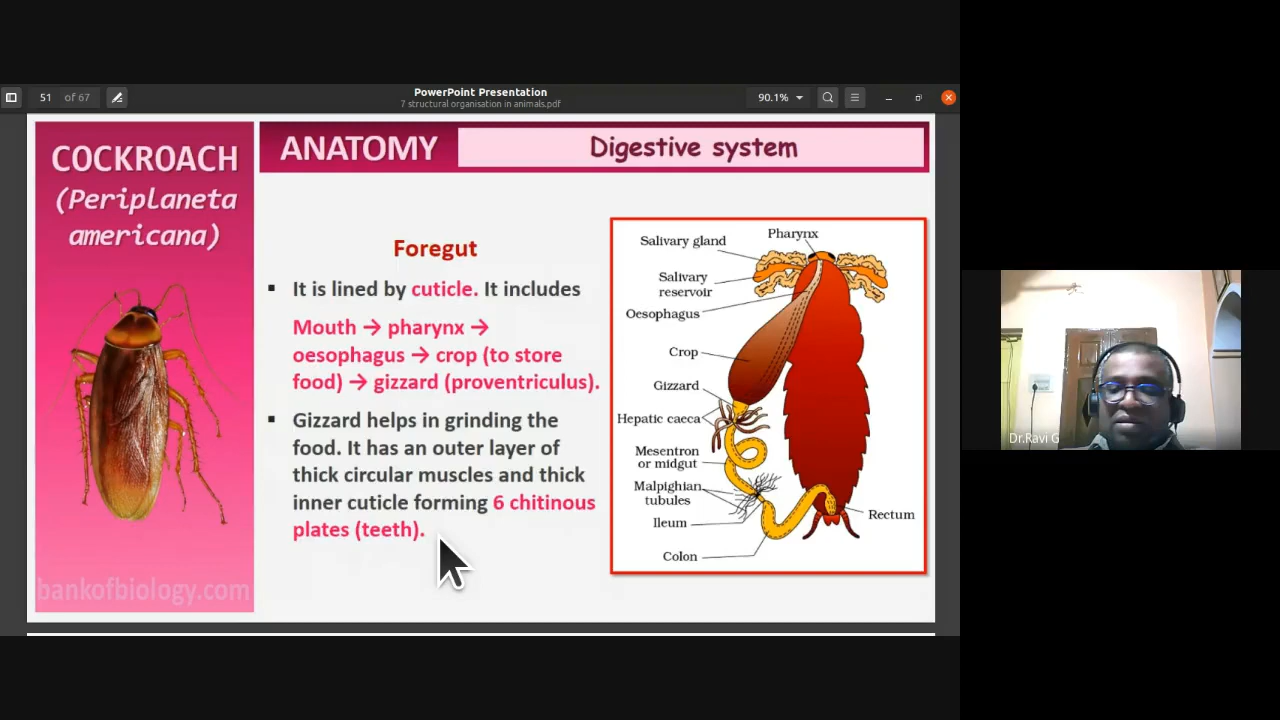 PowerPoint Presentation
51 of 67
7 structural organisation in animals.pdf
90.1%
COCKROACH
(Periplaneta
americana)
bankofbiology.com
ANATOMY
Digestive system
Foregut
▪ It is lined by cuticle. It includes
Mouth → pharynx →
oesophagus → crop (to store
food) → gizzard (proventriculus).
▪ Gizzard helps in grinding the
food. It has an outer layer of
thick circular muscles and thick
inner cuticle forming 6 chitinous
plates (teeth).
Pharynx
Salivary gland
Salivary
reservoir
Oesophagus
Crop
Gizzard
Hepatic caeca
Mesentron
or midgut
Malpighian
tubules
Ileum
Colon
Rectum
Dr.Ravi G